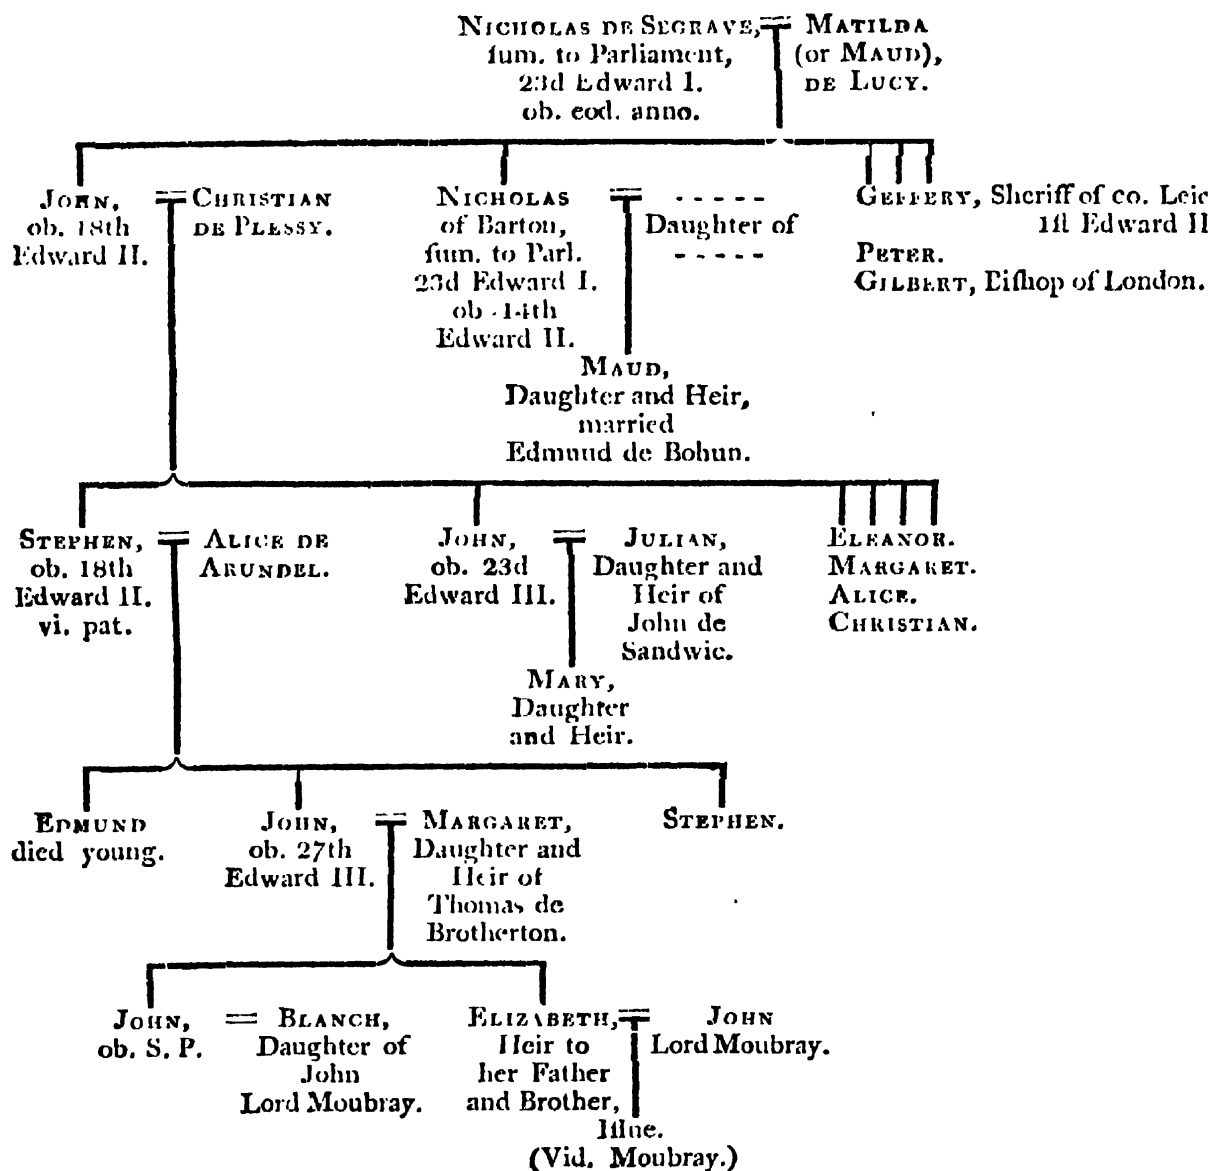 NICHOLAS DE SEGRAVE,
ſum. to Parliament,
23d Edward I.
ob. eod. anno.
MATILDA
(or MAUD),
DE LUCY.
JOHN,
ob. 18th
Edward II.
CHRISTIAN
DE PLESSY.
NICHOLAS
of Barton,
ſum. to Parl.
23d Edward I.
ob. 14th
Edward II.
- - - - -
Daughter of
- - - - -
GEFFERY, Sheriff of co. Leic
1ſt Edward II
PETER.
GILBERT, Biſhop of London.
MAUD,
Daughter and Heir,
married
Edmund de Bohun.
STEPHEN,
ob. 18th
Edward II.
vi. pat.
ALICE DE
ARUNDEL.
JOHN,
ob. 23d
Edward III.
JULIAN,
Daughter and
Heir of
John de
Sandwic.
ELEANOR.
MARGARET.
ALICE.
CHRISTIAN.
MARY,
Daughter
and Heir.
EDMUND
died young.
JOHN,
ob. 27th
Edward III.
MARGARET,
Daughter and
Heir of
Thomas de
Brotherton.
STEPHEN.
JOHN,
ob. S. P.
BLANCH,
Daughter of
John
Lord Moubray.
ELIZABETH,
Heir to
her Father
and Brother,
JOHN
Lord Moubray.
Iſſue.
(Vid. Moubray.)